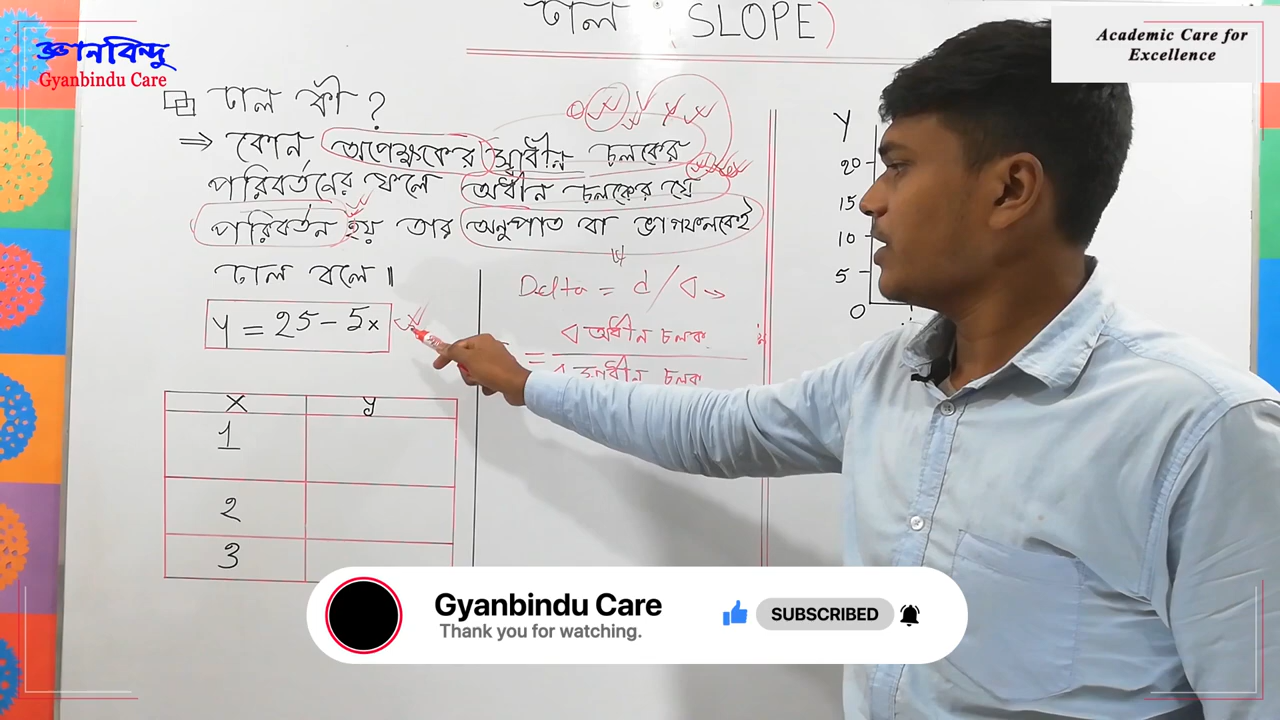 ঢাল (SLOPE)
জ্ঞানবিন্দু
Gyanbindu Care
Academic Care for
Excellence
ঢাল কী ?
⇒ কোন অপেক্ষকের স্বাধীন চলকের
পরিবর্তনের ফলে অধীন চলকের যে
পরিবর্তন হয় তার অনুপাত বা ভাগফলকেই
ঢাল বলে॥
y = 25 - 5x
Delta = d/Δ
= Δ অধীন চলক
Δ স্বাধীন চলক
x y
1
2
3
Y
20
15
10
5
0
Gyanbindu Care
Thank you for watching.
SUBSCRIBED